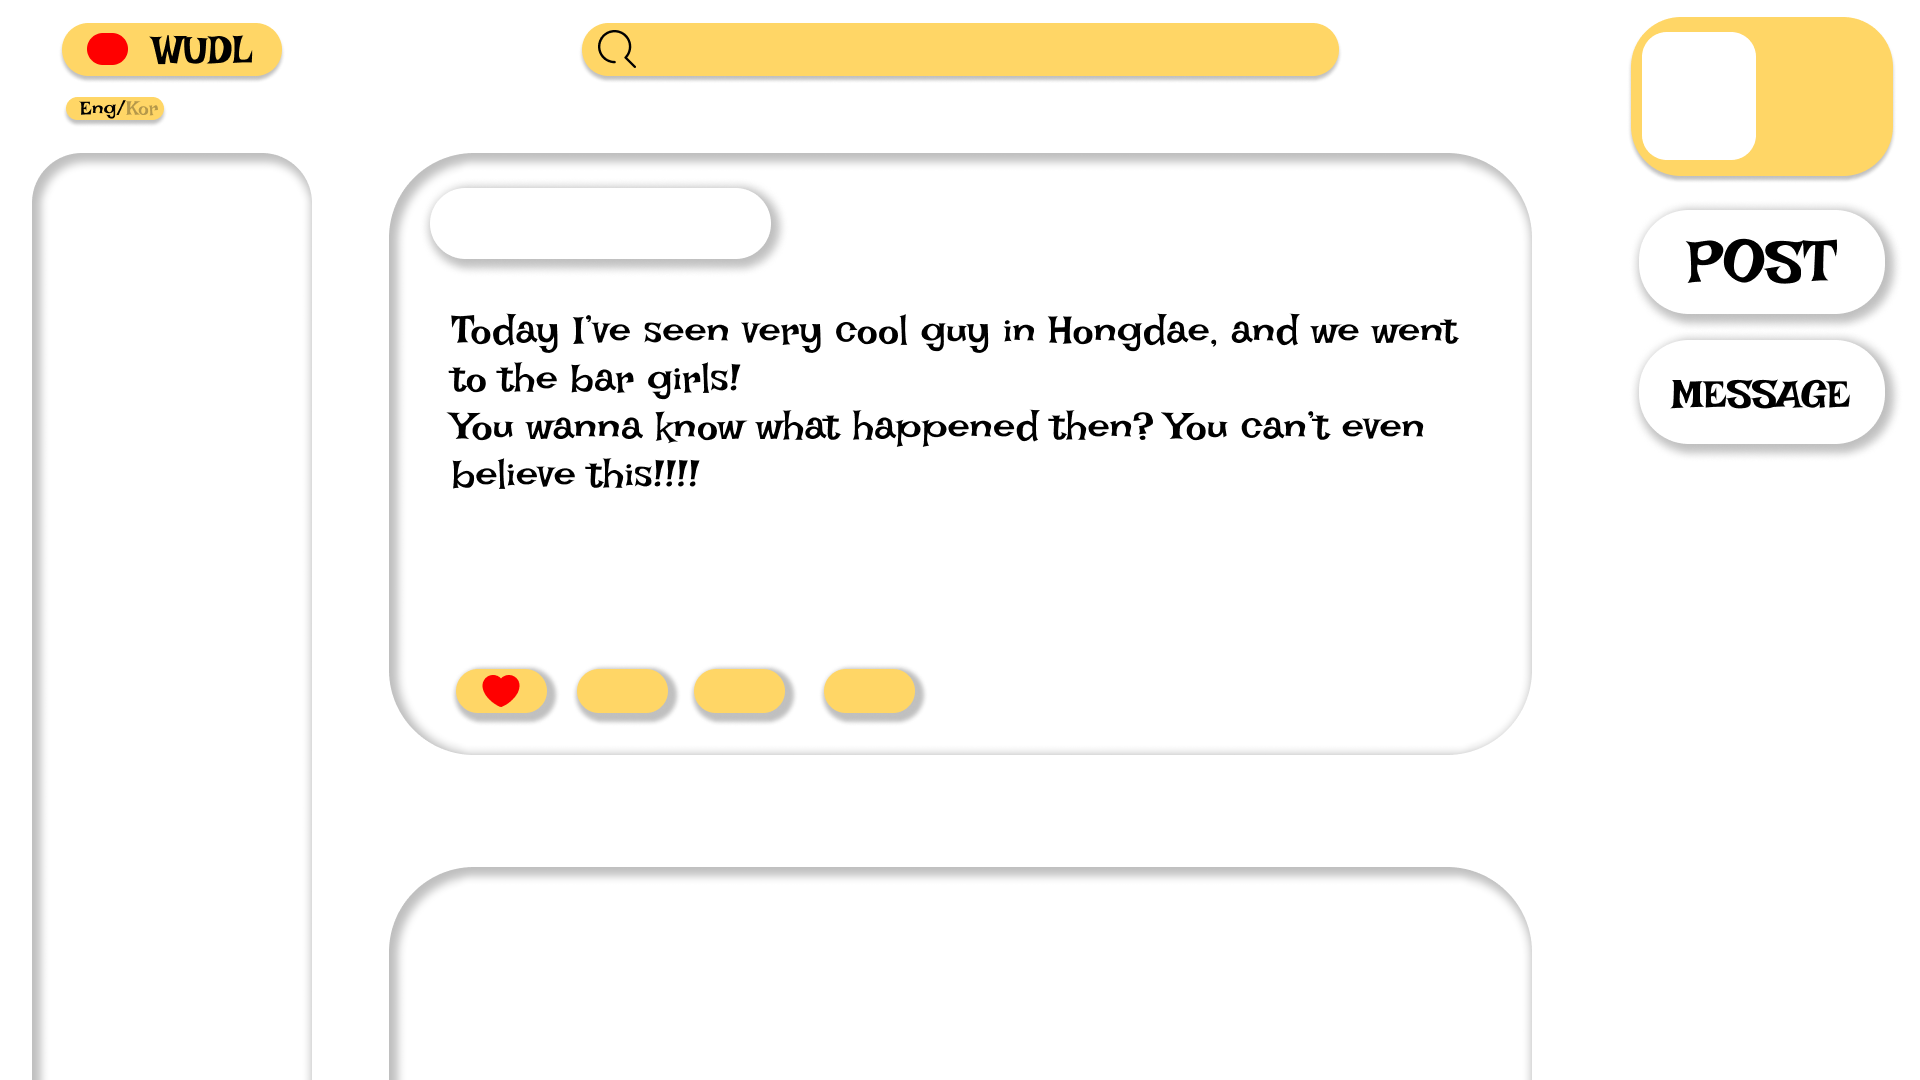 WUDL
Eng/Kor
Today I've seen very cool guy in Hongdae, and we went
to the bar girls!
You wanna know what happened then? You can't even
believe this!!!!
POST
MESSAGE